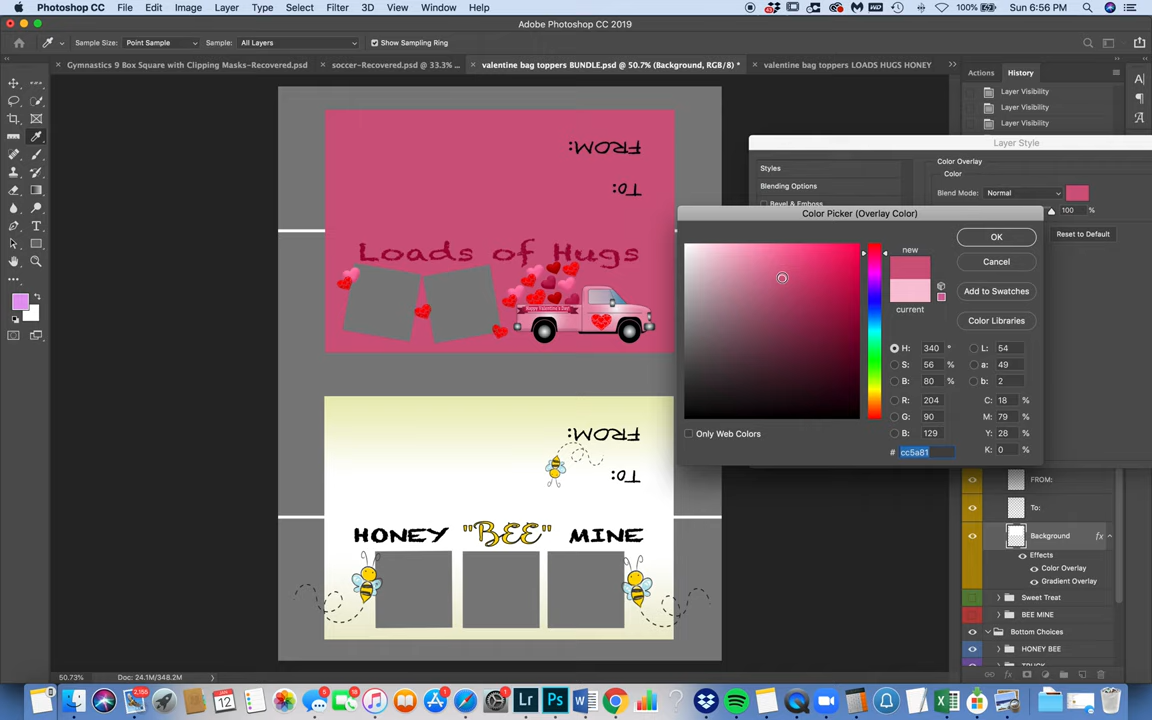 Photoshop CC File Edit Image Layer Type Select Filter 3D View Window Help 100% Sun 6:56 PM
Adobe Photoshop CC 2019
Sample Size: Point Sample Sample: All Layers Show Sampling Ring
Gymnastics 9 Box Square with Clipping Masks-Recovered.psd soccer-Recovered.psd @ 33.3% ... valentine bag toppers BUNDLE.psd @ 50.7% (Background, RGB/8) * valentine bag toppers LOADS HUGS HONEY
Actions History
Layer Visibility
Layer Visibility
Layer Visibility
FROM:
TO:
Loads of Hugs
Happy Valentine's Day!
FROM:
TO:
HONEY "BEE" MINE
Layer Style
Styles
Blending Options
Bevel & Emboss
Color Overlay
Color
Blend Mode: Normal
100 %
Reset to Default
Color Picker (Overlay Color)
new
current
OK
Cancel
Add to Swatches
Color Libraries
H: 340 °
S: 56 %
B: 80 %
R: 204
G: 90
B: 129
L: 54
a: 49
b: 2
C: 18 %
M: 79 %
Y: 28 %
K: 0 %
# cc5a81
Only Web Colors
FROM:
To:
Background fx
Effects
Color Overlay
Gradient Overlay
Sweet Treat
BEE MINE
Bottom Choices
HONEY BEE
TRUCK
50.73% Doc: 24.1M/348.2M